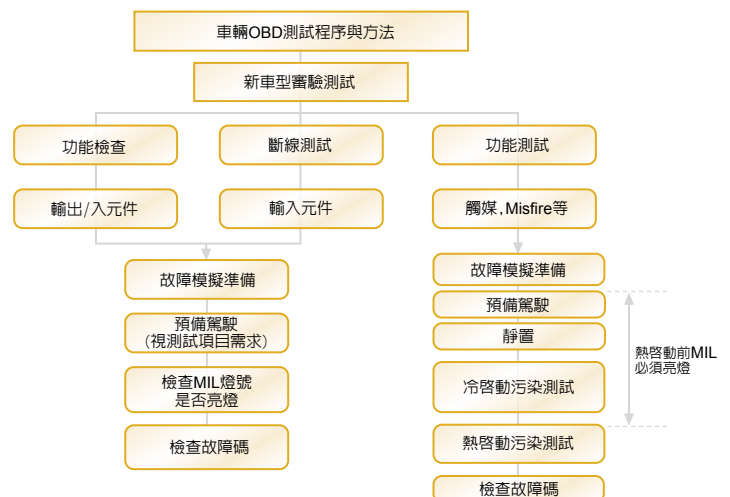 車輛OBD測試程序與方法
新車型審驗測試
功能檢查
斷線測試
功能測試
輸出/入元件
輸入元件
觸媒,Misfire等
故障模擬準備
預備駕駛
(視測試項目需求)
檢查MIL燈號
是否亮燈
檢查故障碼
故障模擬準備
預備駕駛
靜置
冷啓動污染測試
熱啓動污染測試
檢查故障碼
熱啓動前MIL
必須亮燈